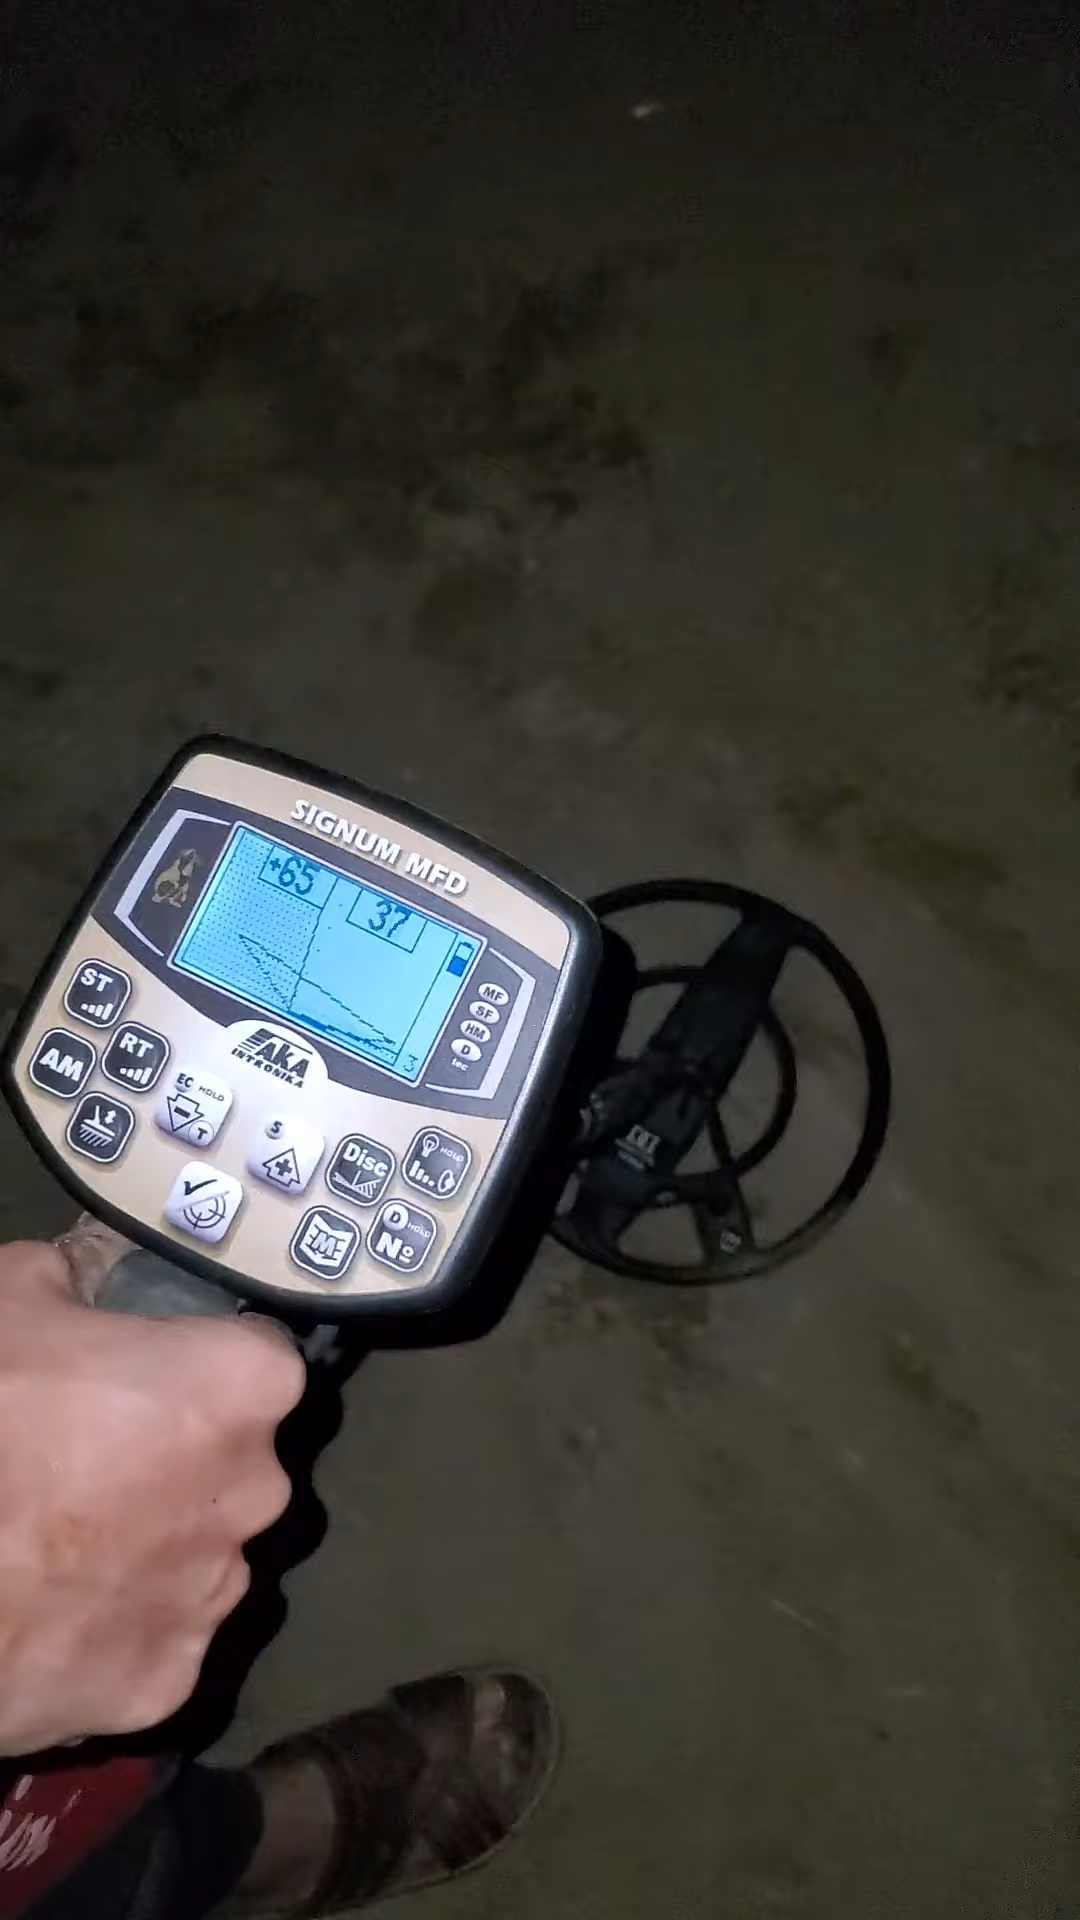 SIGNUM MFD
+65
37
3
MF
SF
HM
D
tec
AKA
INTRONIKA
ST
RT
AM
EC HOLD
T
S
Disc
HOLD
M
D HOLD
№